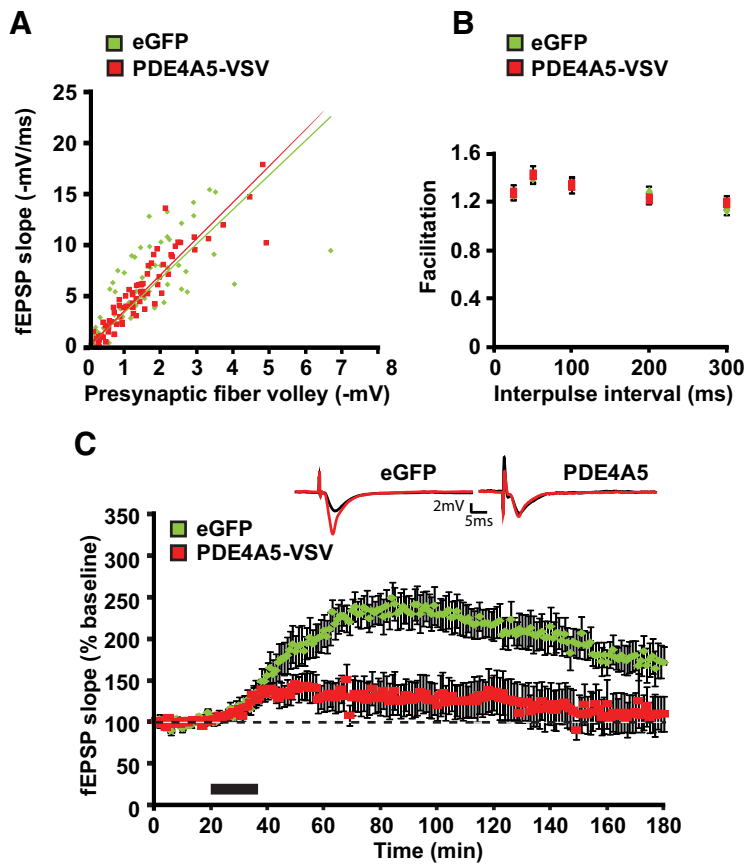 A
eGFP
PDE4A5-VSV
fEPSP slope (-mV/ms)
25
20
15
10
5
0
0 1 2 3 4 5 6 7 8
Presynaptic fiber volley (-mV)
B
eGFP
PDE4A5-VSV
Facilitation
1.6
1.2
0.8
0.4
0
0 100 200 300
Interpulse interval (ms)
C
eGFP
PDE4A5
2mV
5ms
eGFP
PDE4A5-VSV
fEPSP slope (% baseline)
350
300
250
200
150
100
50
0
0 20 40 60 80 100 120 140 160 180
Time (min)